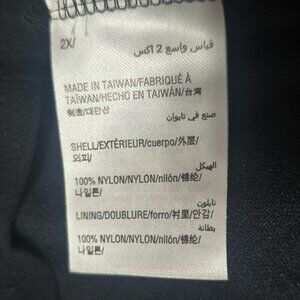 2X/
قياس واسع 2 اكس
MADE IN TAIWAN/FABRIQUÉ À
TAÏWAN/HECHO EN TAIWÁN/台灣
製造/대만산
صنع في تايوان
SHELL/EXTÉRIEUR/cuerpo/外层/
외피/
الهيكل
100% NYLON/NYLON/nilón/锦纶/
나일론/
نايلون
LINING/DOUBLURE/forro/衬里/안감/
بطانة
100% NYLON/NYLON/nilón/锦纶/
나일론/